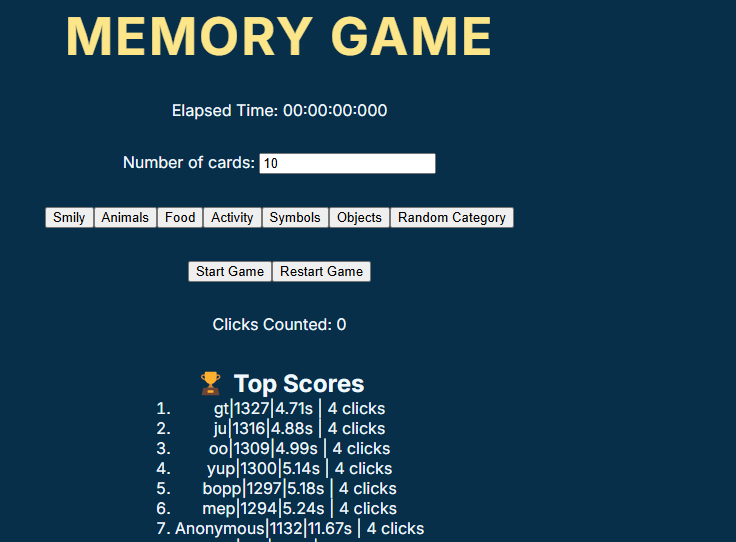 MEMORY GAME
Elapsed Time: 00:00:00:000
Number of cards: 10
Smily Animals Food Activity Symbols Objects Random Category
Start Game Restart Game
Clicks Counted: 0
🏆 Top Scores
1. gt|1327|4.71s | 4 clicks
2. ju|1316|4.88s | 4 clicks
3. oo|1309|4.99s | 4 clicks
4. yup|1300|5.14s | 4 clicks
5. bopp|1297|5.18s | 4 clicks
6. mep|1294|5.24s | 4 clicks
7. Anonymous|1132|11.67s | 4 clicks